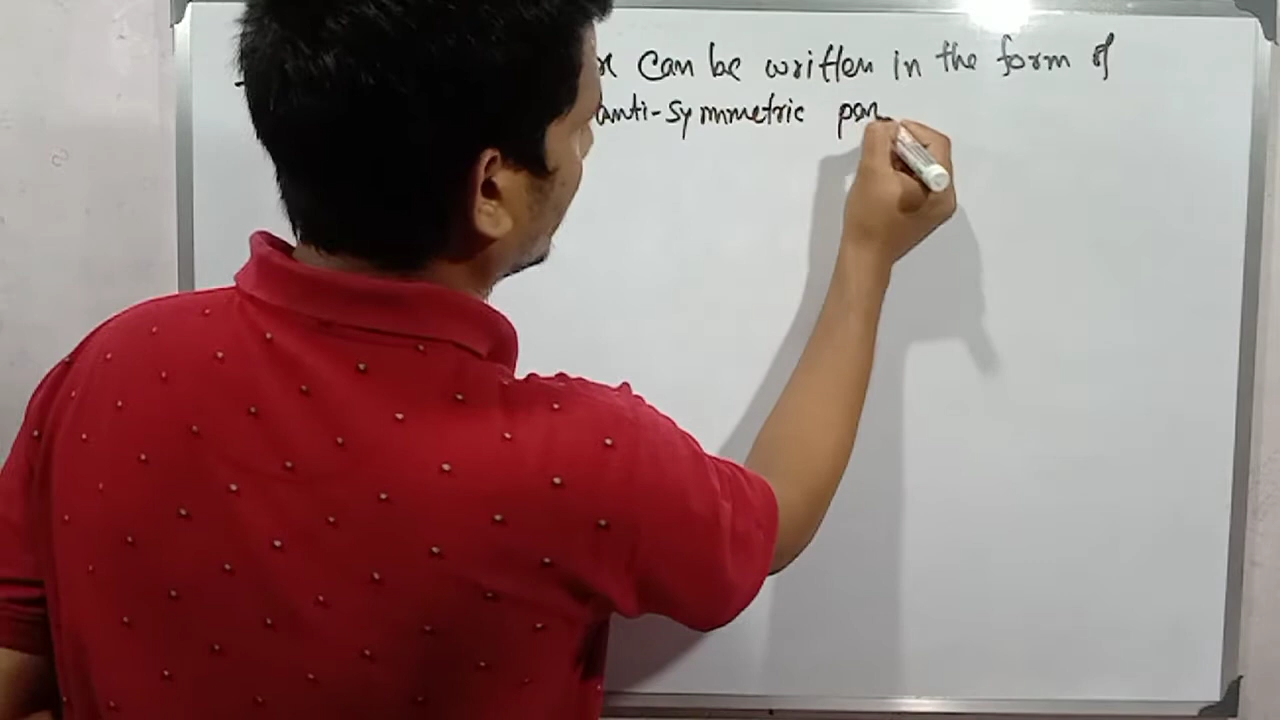 can be written in the form of
anti-symmetric par